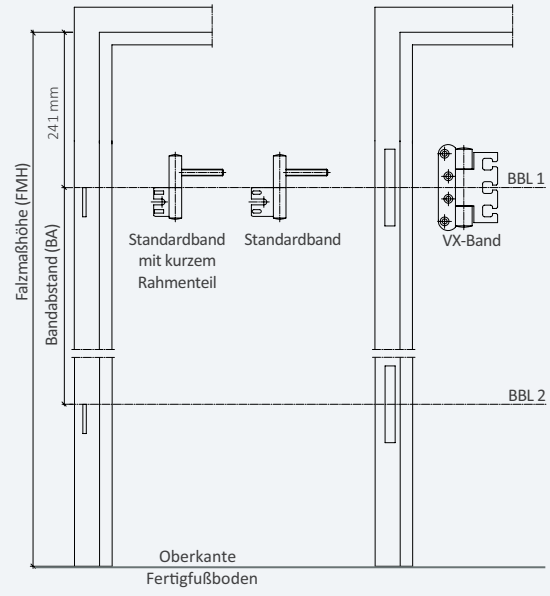 Falzmaßhöhe (FMH)
Bandabstand (BA)
241 mm
BBL 1
Standardband
mit kurzem
Rahmenteil
Standardband
VX-Band
BBL 2
Oberkante
Fertigfußboden